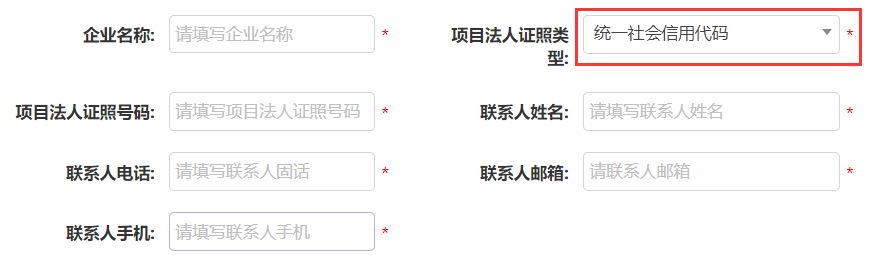 企业名称: 请填写企业名称 * 项目法人证照类型: 统一社会信用代码 *
项目法人证照号码: 请填写项目法人证照号码 * 联系人姓名: 请填写联系人姓名 *
联系人电话: 请填写联系人固话 * 联系人邮箱: 请联系人邮箱 *
联系人手机: 请填写联系人手机 *